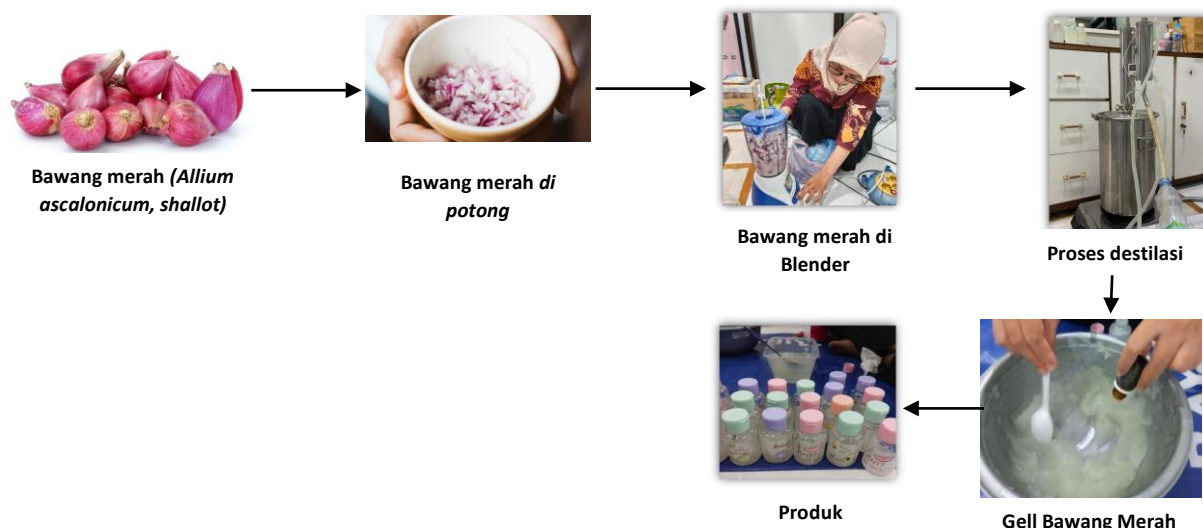 Bawang merah (Allium
ascalonicum, shallot)
Bawang merah di
potong
Bawang merah di
Blender
Proses destilasi
Gell Bawang Merah
Produk